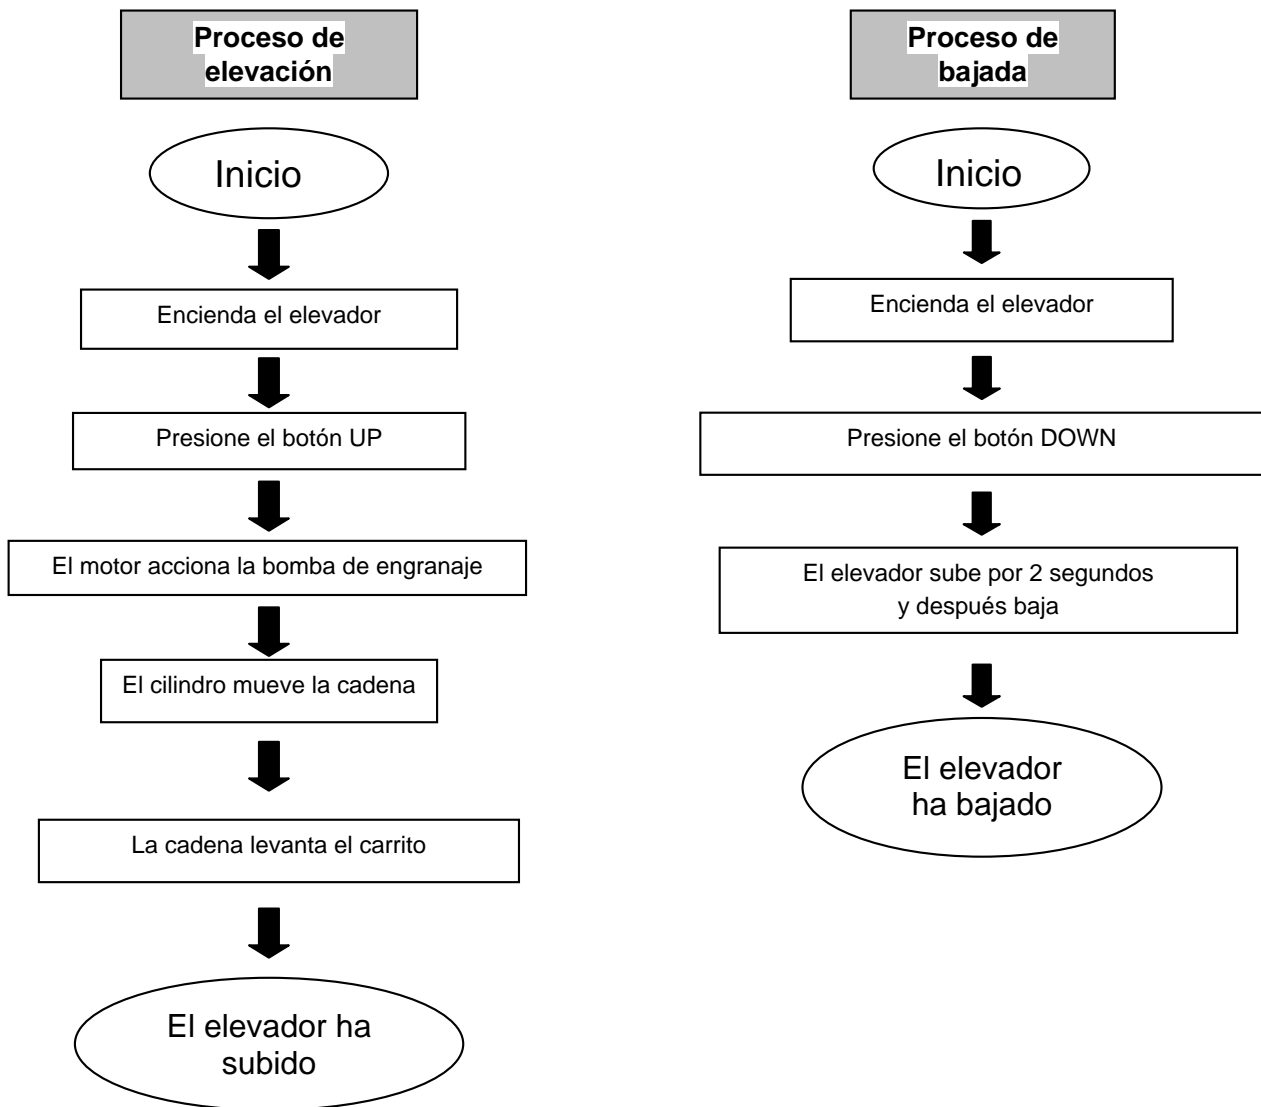 Proceso de
elevación
Inicio
Encienda el elevador
Presione el botón UP
El motor acciona la bomba de engranaje
El cilindro mueve la cadena
La cadena levanta el carrito
El elevador ha
subido
Proceso de
bajada
Inicio
Encienda el elevador
Presione el botón DOWN
El elevador sube por 2 segundos
y después baja
El elevador
ha bajado